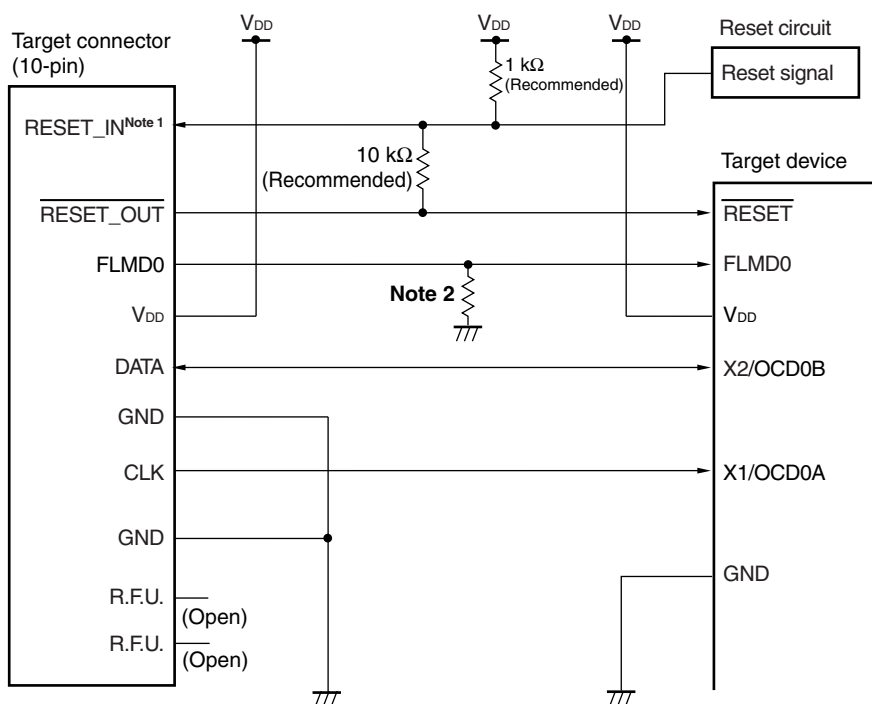 VDD
VDD
VDD
Reset circuit
Target connector
(10-pin)
1 kΩ
(Recommended)
Reset signal
RESET_IN Note 1
10 kΩ
(Recommended)
Target device
RESET_OUT
RESET
FLMD0
FLMD0
Note 2
VDD
VDD
DATA
X2/OCD0B
GND
CLK
X1/OCD0A
GND
GND
R.F.U.
(Open)
R.F.U.
(Open)